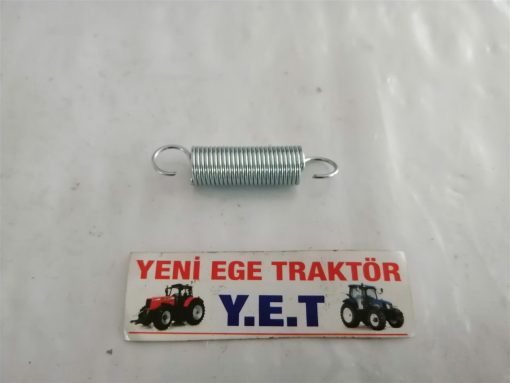 YENİ EGE TRAKTÖR
Y.E.T